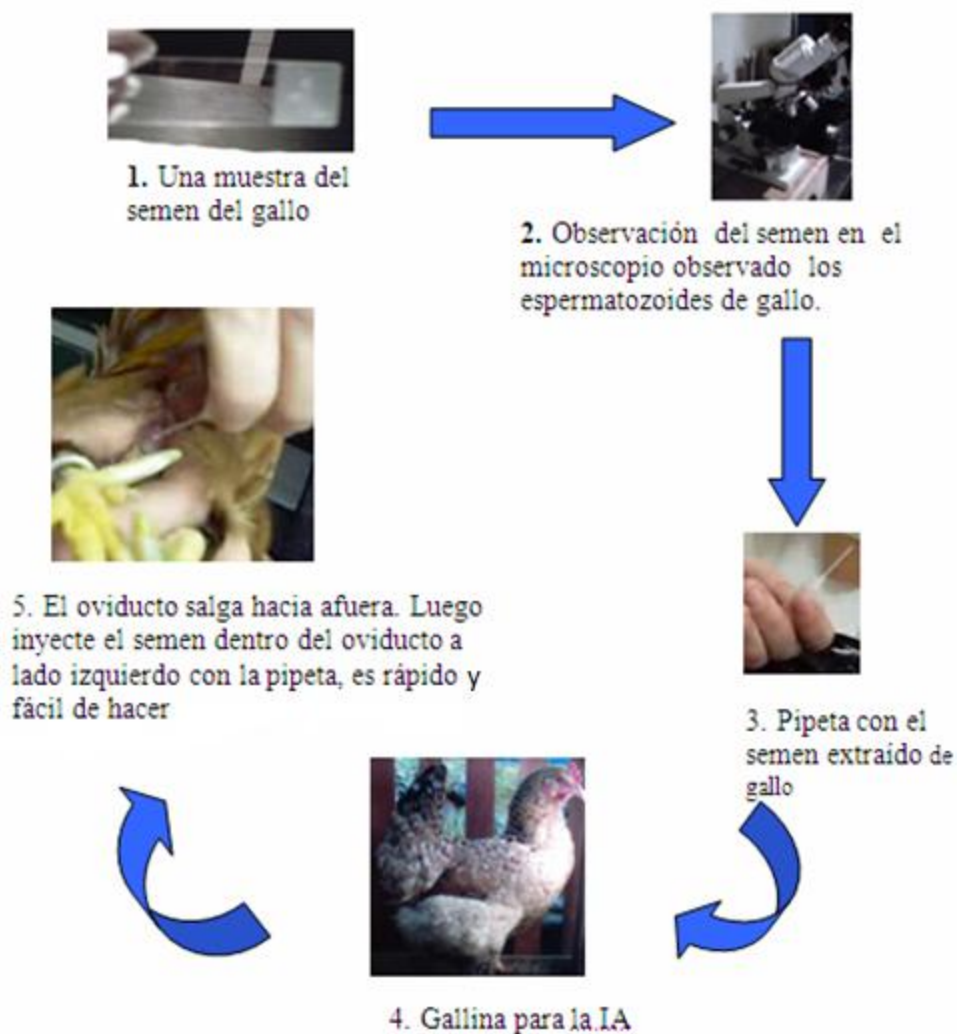 1. Una muestra del
semen del gallo
2. Observación del semen en el
microscopio observado los
espermatozoides de gallo.
3. Pipeta con el
semen extraído de
gallo
4. Gallina para la IA
5. El oviducto salga hacia afuera. Luego
inyecte el semen dentro del oviducto a
lado izquierdo con la pipeta, es rápido y
fácil de hacer